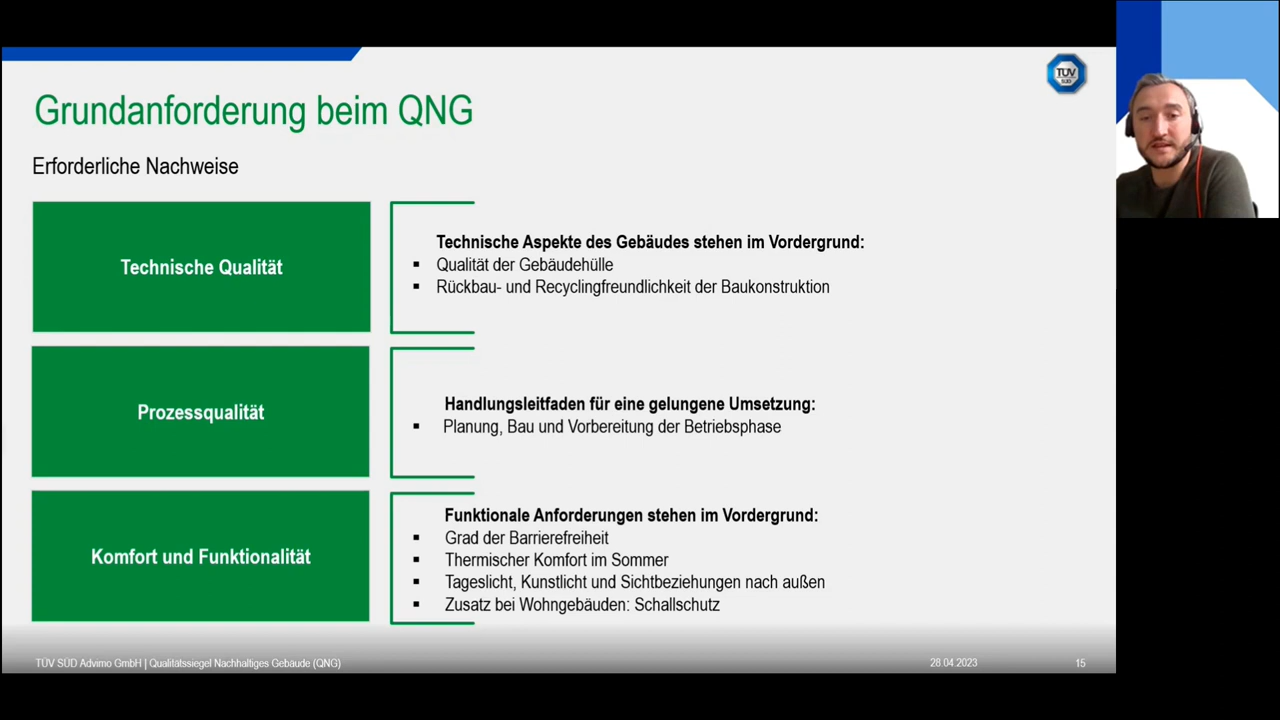 TÜV
SÜD
Grundanforderung beim QNG
Erforderliche Nachweise
Technische Qualität
Technische Aspekte des Gebäudes stehen im Vordergrund:
▪ Qualität der Gebäudehülle
▪ Rückbau- und Recyclingfreundlichkeit der Baukonstruktion
Prozessqualität
Handlungsleitfaden für eine gelungene Umsetzung:
▪ Planung, Bau und Vorbereitung der Betriebsphase
Komfort und Funktionalität
Funktionale Anforderungen stehen im Vordergrund:
▪ Grad der Barrierefreiheit
▪ Thermischer Komfort im Sommer
▪ Tageslicht, Kunstlicht und Sichtbeziehungen nach außen
▪ Zusatz bei Wohngebäuden: Schallschutz
TÜV SÜD Advimo GmbH | Qualitätssiegel Nachhaltiges Gebäude (QNG)
28.04.2023
15